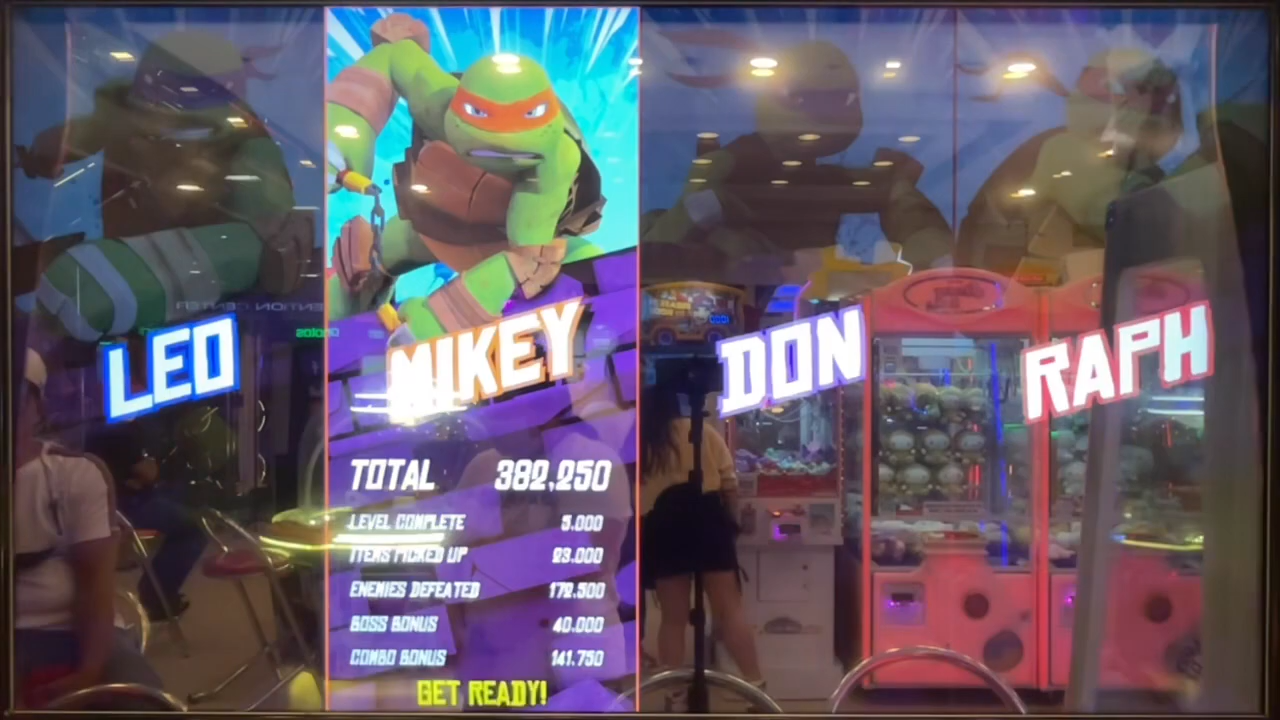 LEO
MIKEY
DON
RAPH
TOTAL 382,250
LEVEL COMPLETE 5.000
ITEMS PICKED UP 23.000
ENEMIES DEFEATED 172.500
BOSS BONUS 40.000
COMBO BONUS 141.750
GET READY!